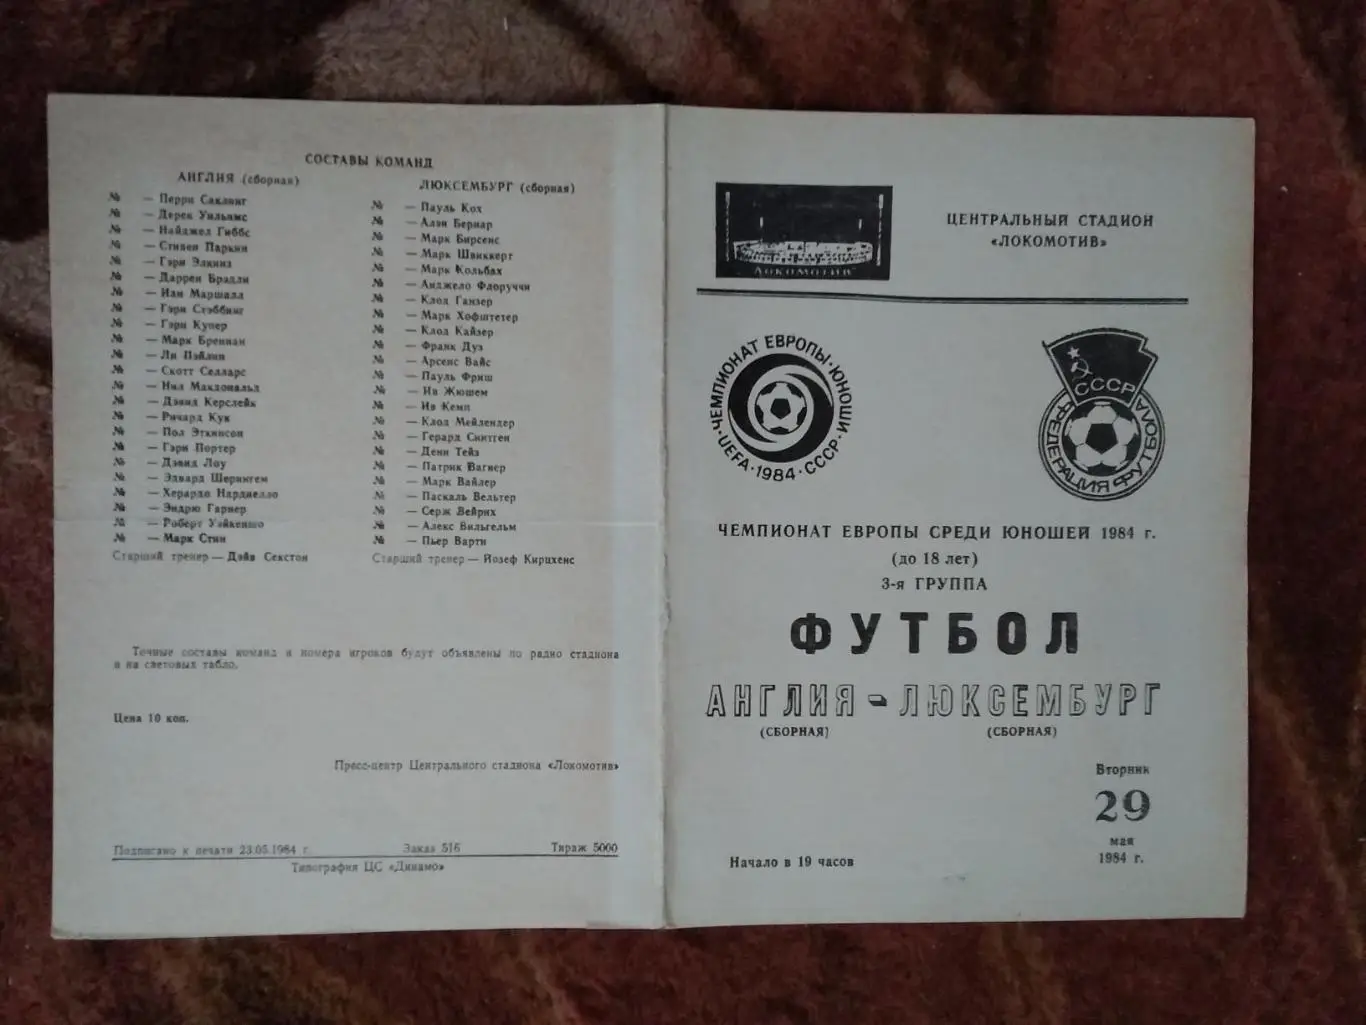 СОСТАВЫ КОМАНД
АНГЛИЯ (сборная)
№ — Перри Саклинг
№ — Дерек Уильямс
№ — Найджел Гиббс
№ — Стивен Паркин
№ — Гэри Элкинз
№ — Даррен Брадли
№ — Иан Маршалл
№ — Гэри Стэббинг
№ — Гэри Купер
№ — Марк Бреннан
№ — Ли Пэйлин
№ — Скотт Селларс
№ — Нил Макдональд
№ — Дэвид Керслейк
№ — Ричард Кук
№ — Пол Эткинсон
№ — Гэри Портер
№ — Дэвид Лоу
№ — Эдвард Шерингем
№ — Херардо Нардиелло
№ — Эндрю Гарнер
№ — Роберт Уэйкеншо
№ — Марк Стин
Старший тренер — Дэйв Секстон
ЛЮКСЕМБУРГ (сборная)
№ — Пауль Кох
№ — Алэн Бернар
№ — Марк Бирсенс
№ — Марк Швиккерт
№ — Марк Кольбах
№ — Анджело Флоруччи
№ — Клод Ганзер
№ — Марк Хофштетер
№ — Клод Кайзер
№ — Франк Дуэ
№ — Арсенс Вайс
№ — Пауль Фриш
№ — Ив Жюшем
№ — Ив Кемп
№ — Клод Мейлендер
№ — Герард Снитген
№ — Дени Тейз
№ — Патрик Вагнер
№ — Марк Вайлер
№ — Паскаль Вельтер
№ — Серж Вейрих
№ — Алекс Вильгельм
№ — Пьер Варти
Старший тренер — Йозеф Кирхенс
Точные составы команд и номера игроков будут объявлены по радио стадиона
и на световых табло.
Цена 10 коп.
Пресс-центр Центрального стадиона «Локомотив»
Подписано к печати 23.05.1984 г. Заказ 516 Тираж 5000
Типография ЦС «Динамо»
ЛОКОМОТИВ
ЦЕНТРАЛЬНЫЙ СТАДИОН
«ЛОКОМОТИВ»
ЧЕМПИОНАТ ЕВРОПЫ·ЮНОШИ·
UEFA·1984·СССР
СССР
ФЕДЕРАЦИЯ ФУТБОЛА
ЧЕМПИОНАТ ЕВРОПЫ СРЕДИ ЮНОШЕЙ 1984 г.
(до 18 лет)
3-я ГРУППА
ФУТБОЛ
АНГЛИЯ - ЛЮКСЕМБУРГ
(СБОРНАЯ) (СБОРНАЯ)
Вторник
29
мая
1984 г.
Начало в 19 часов